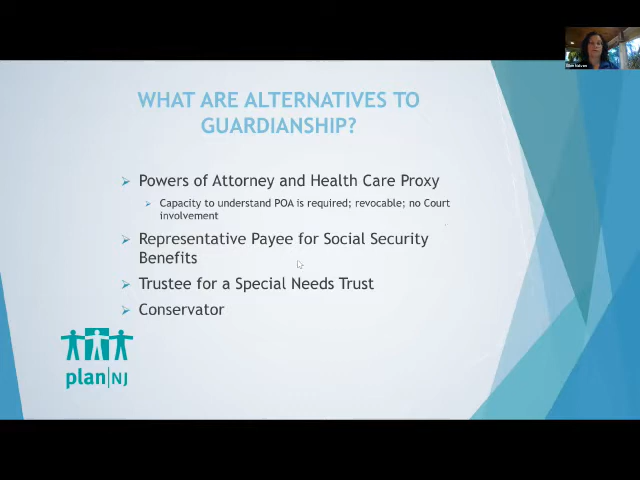 WHAT ARE ALTERNATIVES TO
GUARDIANSHIP?
Powers of Attorney and Health Care Proxy
Capacity to understand POA is required; revocable; no Court
involvement
Representative Payee for Social Security
Benefits
Trustee for a Special Needs Trust
Conservator
plan|NJ